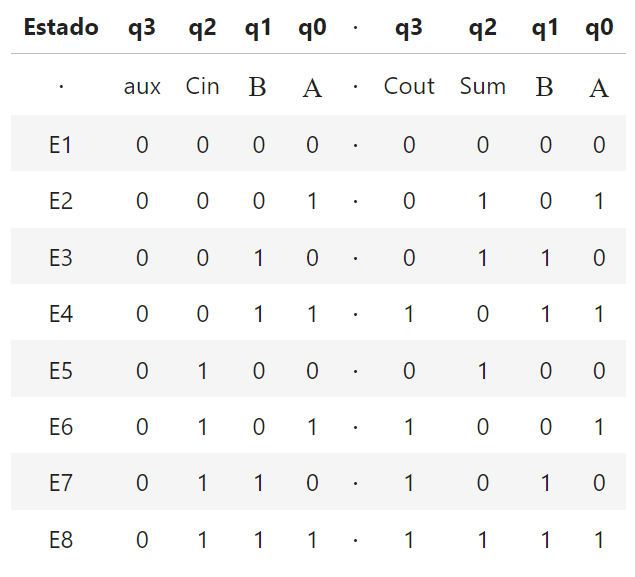 Estado q3 q2 q1 q0 · q3 q2 q1 q0
· aux Cin B A · Cout Sum B A
E1 0 0 0 0 · 0 0 0 0
E2 0 0 0 1 · 0 1 0 1
E3 0 0 1 0 · 0 1 1 0
E4 0 0 1 1 · 1 0 1 1
E5 0 1 0 0 · 0 1 0 0
E6 0 1 0 1 · 1 0 0 1
E7 0 1 1 0 · 1 0 1 0
E8 0 1 1 1 · 1 1 1 1